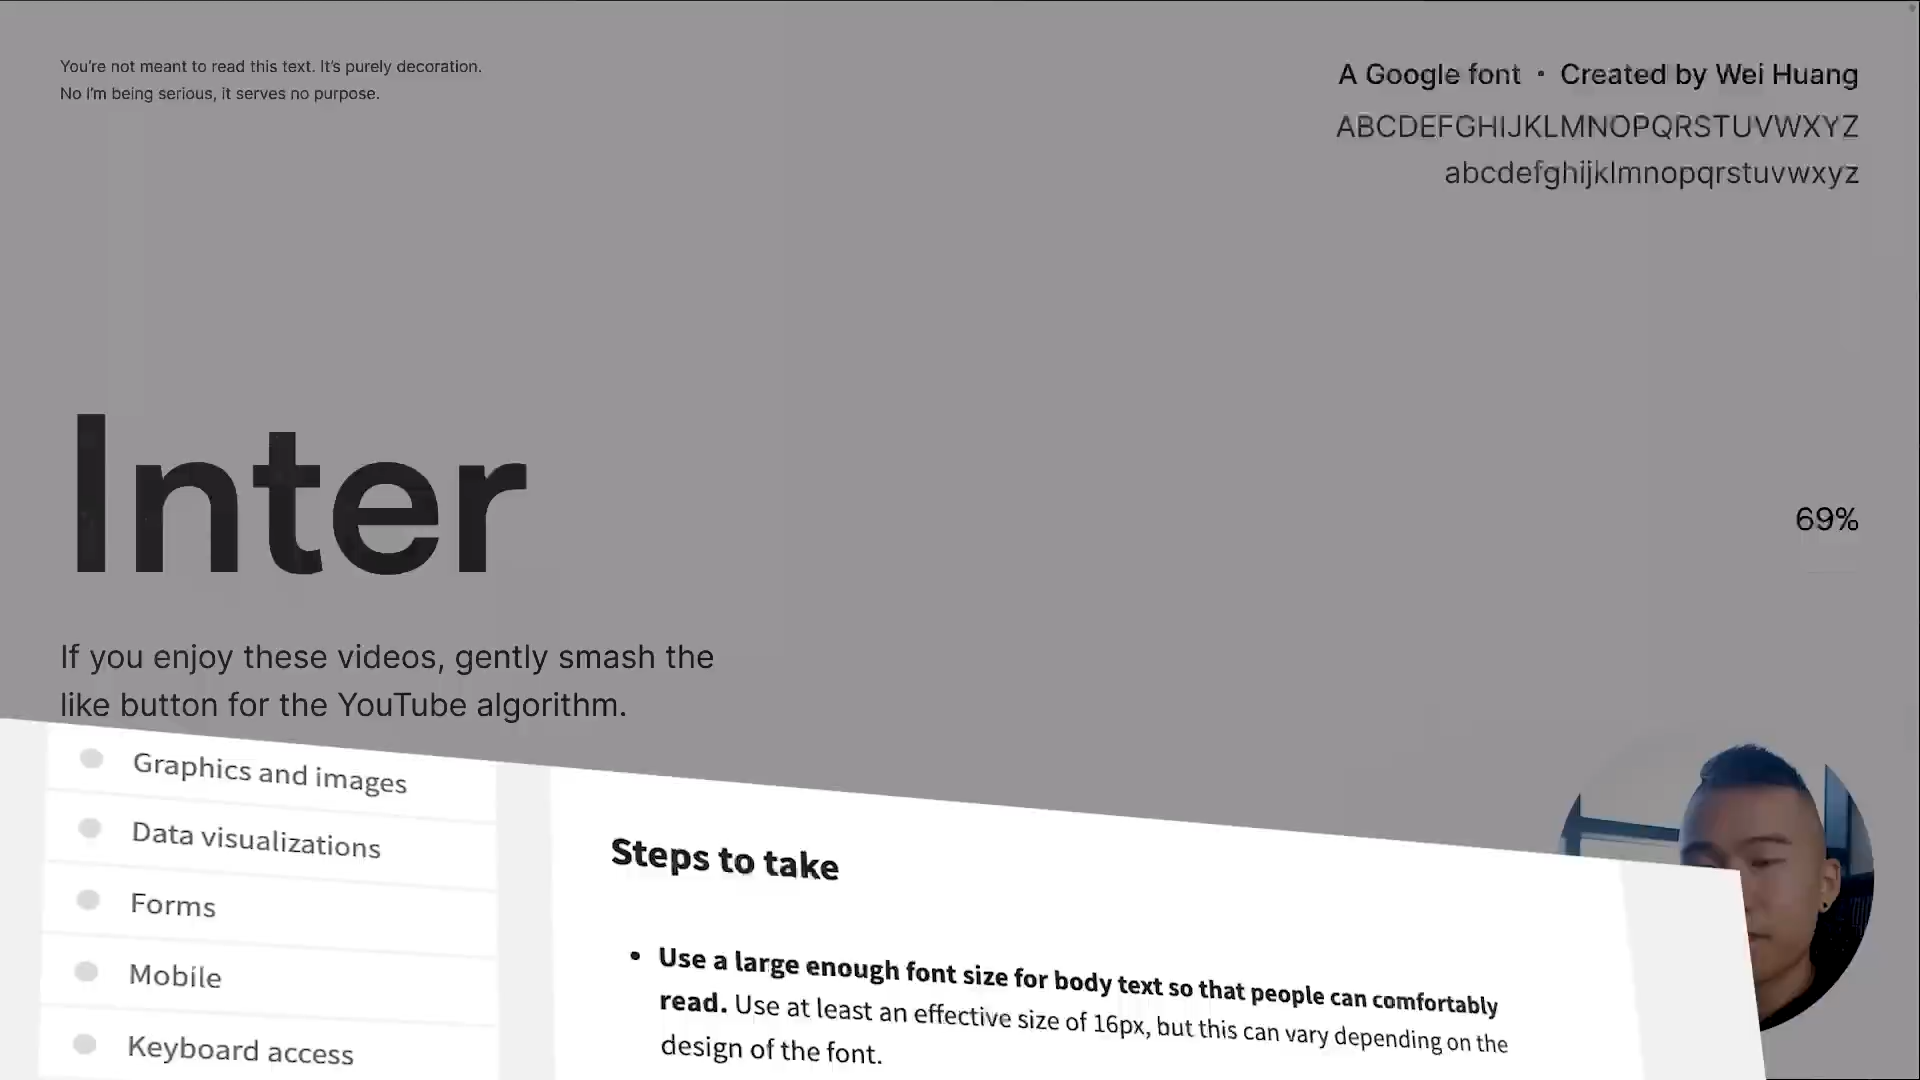 You're not meant to read this text. It's purely decoration.
No I'm being serious, it serves no purpose.
A Google font • Created by Wei Huang
ABCDEFGHIJKLMNOPQRSTUVWXYZ
abcdefghijklmnopqrstuvwxyz
Inter
69%
If you enjoy these videos, gently smash the
like button for the YouTube algorithm.
Graphics and images
Data visualizations
Forms
Mobile
Keyboard access
Steps to take
• Use a large enough font size for body text so that people can comfortably
read. Use at least an effective size of 16px, but this can vary depending on the
design of the font.